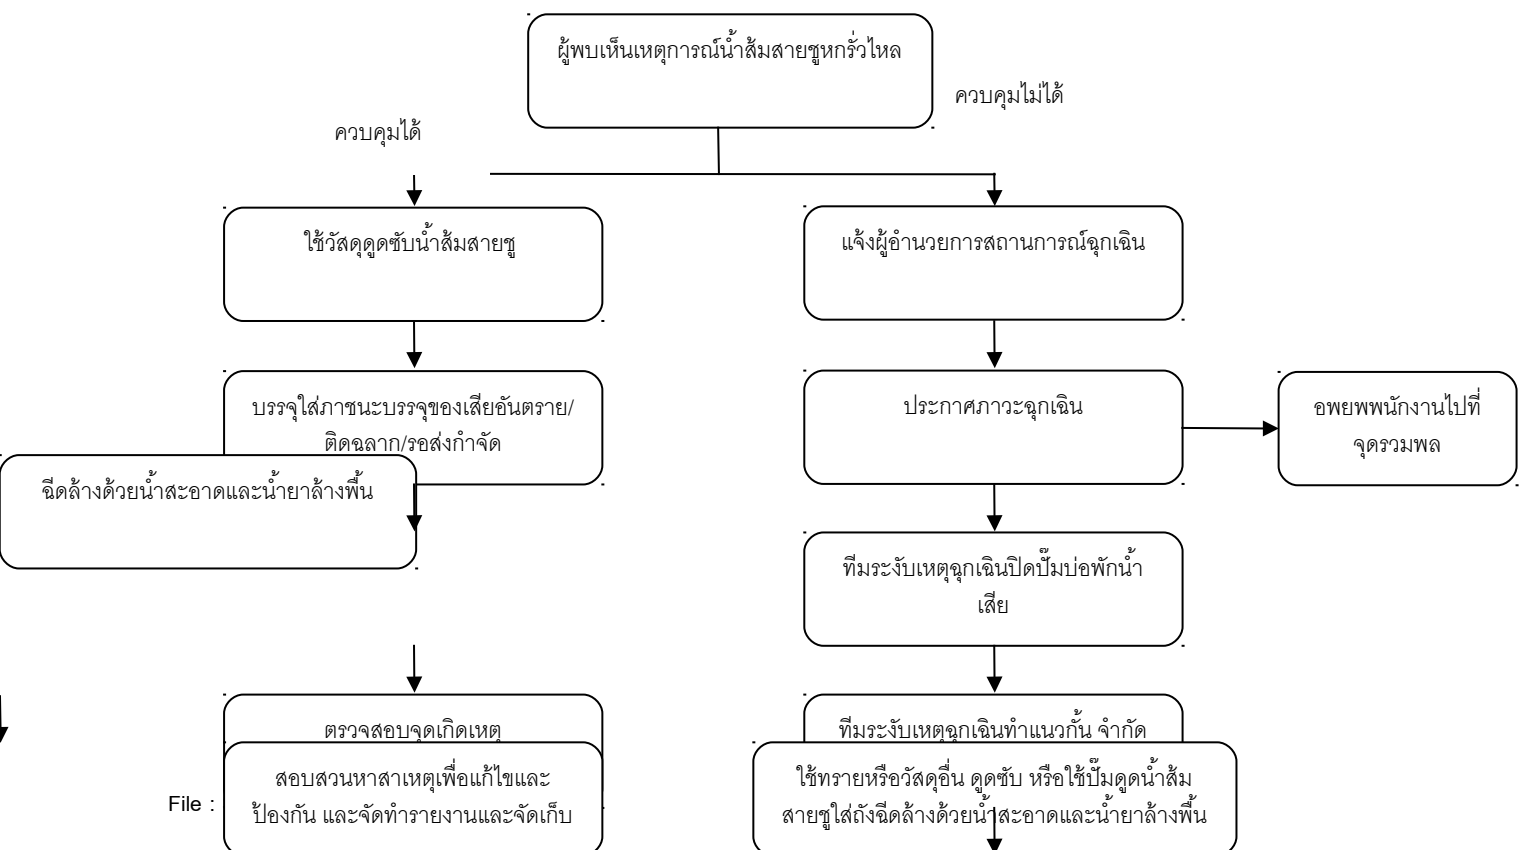 ผู้พบเห็นเหตุการณ์น้ำส้มสายชูหกรั่วไหล
ควบคุมไม่ได้
ควบคุมได้
ใช้วัสดุดูดซับน้ำส้มสายชู
แจ้งผู้อำนวยการสถานการณ์ฉุกเฉิน
บรรจุใส่ภาชนะบรรจุของเสียอันตราย/
ติดฉลาก/รอส่งกำจัด
ประกาศภาวะฉุกเฉิน
อพยพพนักงานไปที่
จุดรวมพล
ฉีดล้างด้วยน้ำสะอาดและน้ำยาล้างพื้น
ทีมระงับเหตุฉุกเฉินปิดปั๊มบ่อพักน้ำ
เสีย
ตรวจสอบจุดเกิดเหตุ
ทีมระงับเหตุฉุกเฉินทำแนวกั้น จำกัด
สอบสวนหาสาเหตุเพื่อแก้ไขและ
ป้องกัน และจัดทำรายงานและจัดเก็บ
ใช้ทรายหรือวัสดุอื่น ดูดซับ หรือใช้ปั๊มดูดน้ำส้ม
สายชูใส่ถังฉีดล้างด้วยน้ำสะอาดและน้ำยาล้างพื้น
File :